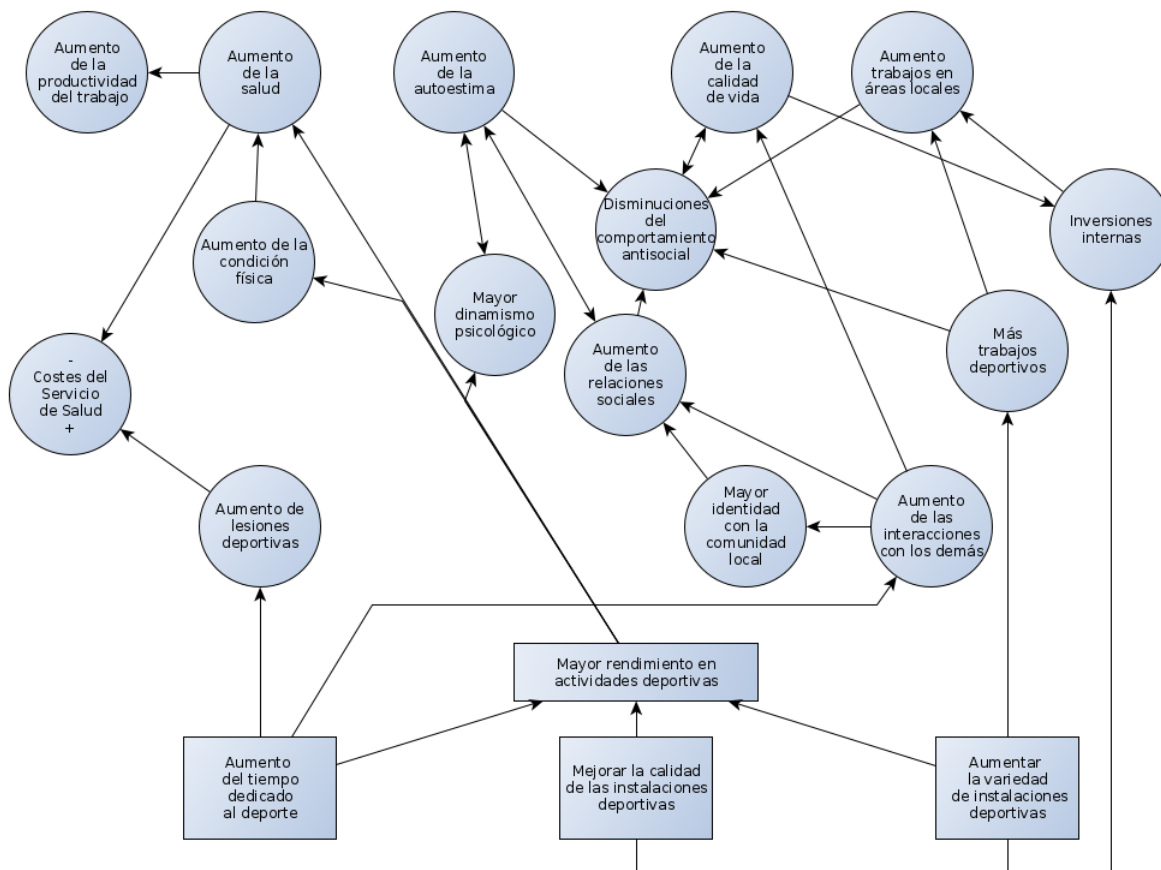 Aumento
de la
productividad
del trabajo
Aumento
de la
salud
Aumento
de la
autoestima
Aumento
de la
calidad
de vida
Aumento
trabajos en
áreas locales
Disminuciones
del
comportamiento
antisocial
Inversiones
internas
Aumento de la
condición
física
Mayor
dinamismo
psicológico
Aumento
de las
relaciones
sociales
Más
trabajos
deportivos
-
Costes del
Servicio
de Salud
+
Aumento de
lesiones
deportivas
Mayor
identidad
con la
comunidad
local
Aumento
de las
interacciones
con los demás
Mayor rendimiento en
actividades deportivas
Aumento
del tiempo
dedicado
al deporte
Mejorar la calidad
de las instalaciones
deportivas
Aumentar
la variedad
de instalaciones
deportivas